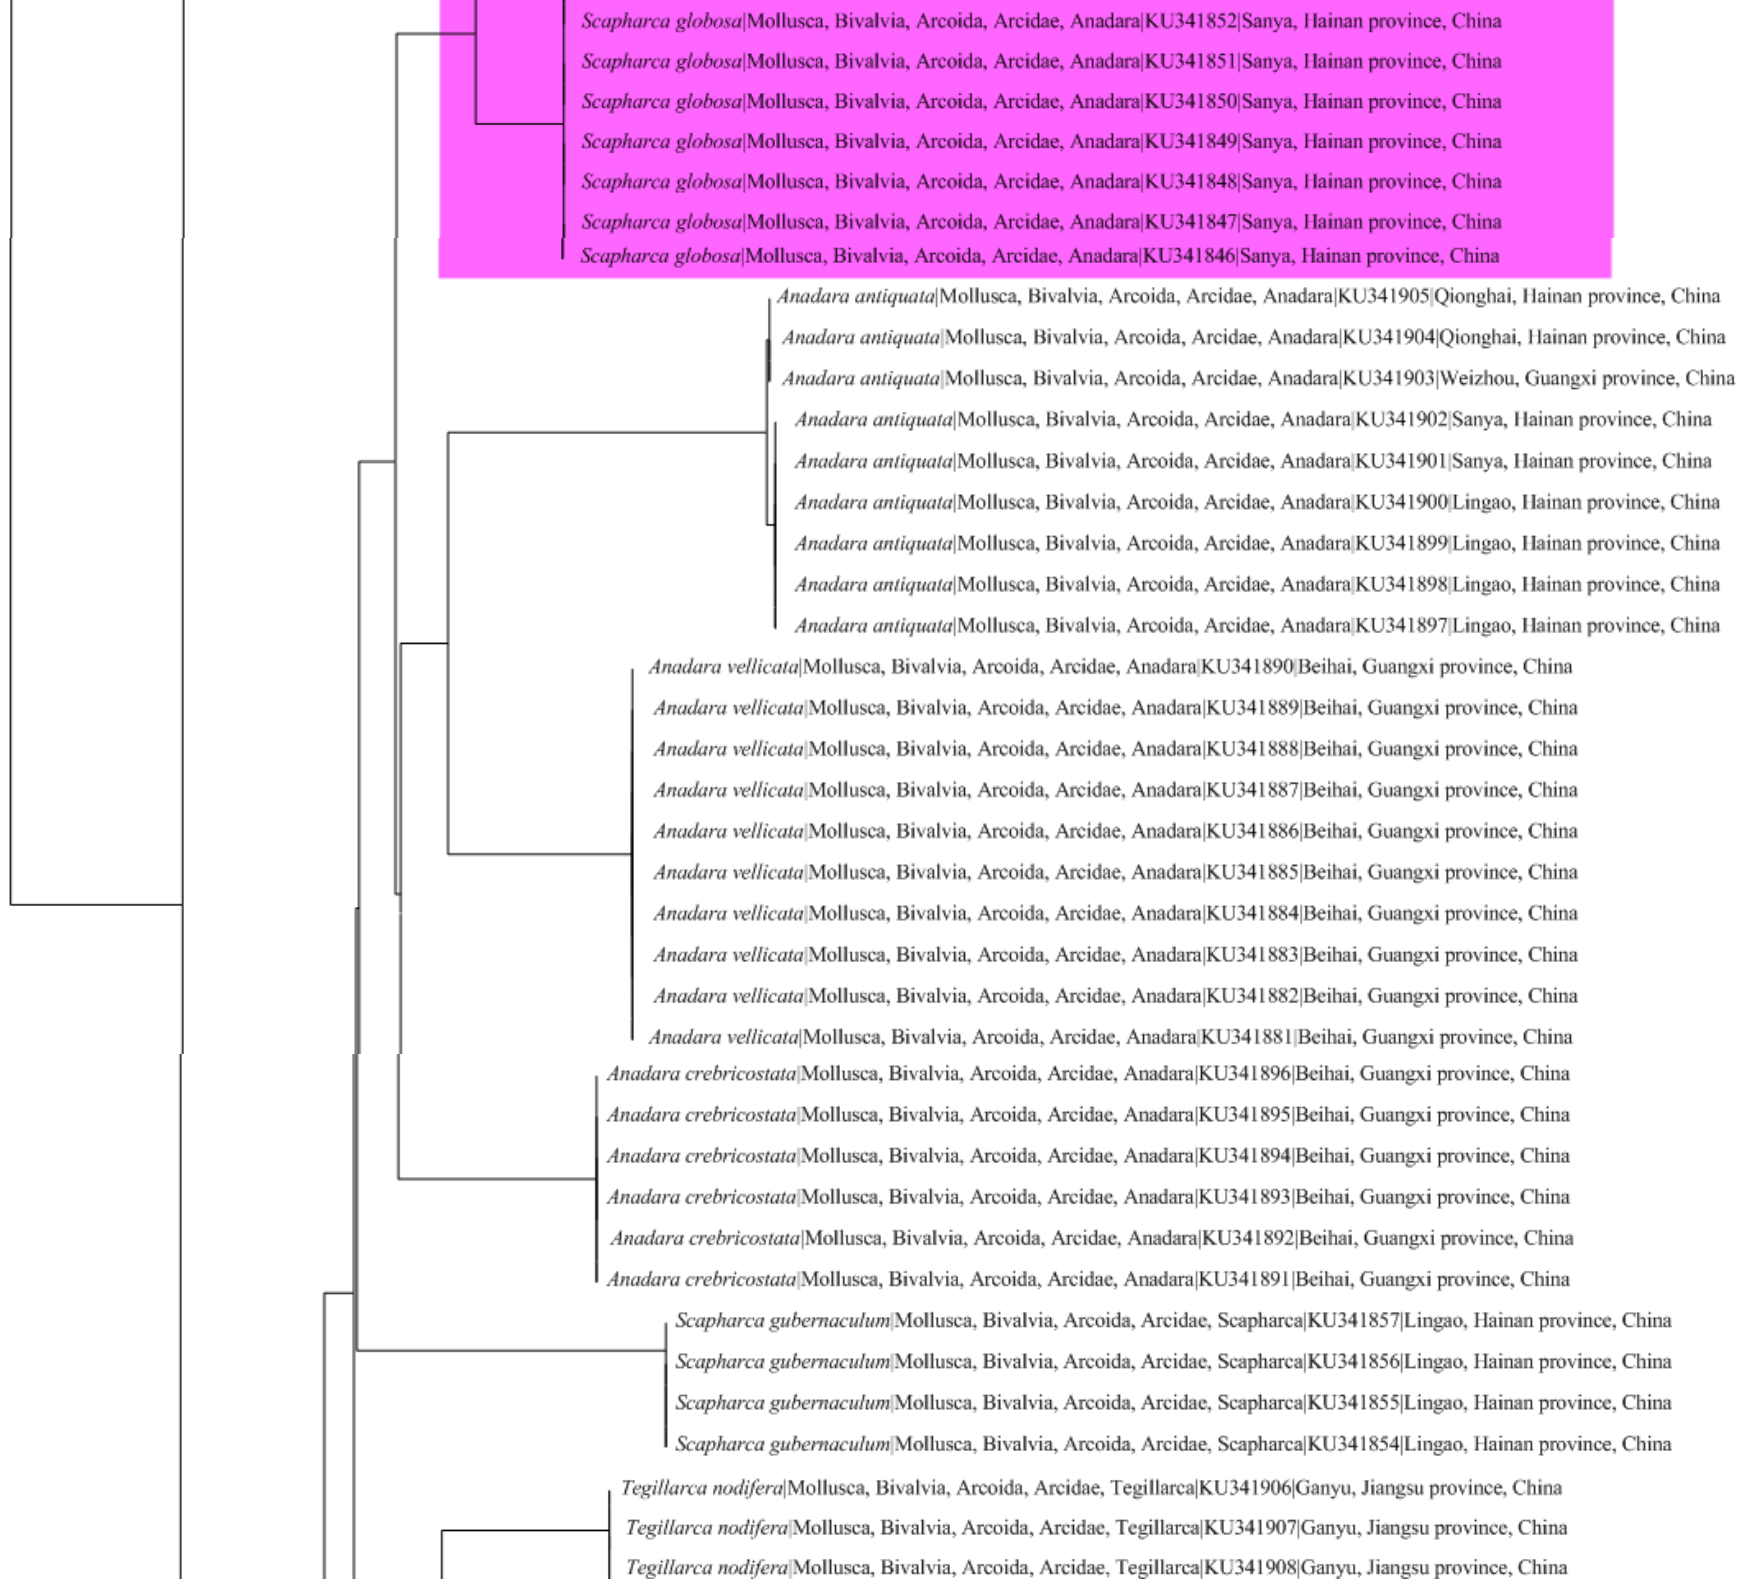 Scapharca globosa|Mollusca, Bivalvia, Arcoida, Arcidae, Anadara|KU341852|Sanya, Hainan province, China
Scapharca globosa|Mollusca, Bivalvia, Arcoida, Arcidae, Anadara|KU341851|Sanya, Hainan province, China
Scapharca globosa|Mollusca, Bivalvia, Arcoida, Arcidae, Anadara|KU341850|Sanya, Hainan province, China
Scapharca globosa|Mollusca, Bivalvia, Arcoida, Arcidae, Anadara|KU341849|Sanya, Hainan province, China
Scapharca globosa|Mollusca, Bivalvia, Arcoida, Arcidae, Anadara|KU341848|Sanya, Hainan province, China
Scapharca globosa|Mollusca, Bivalvia, Arcoida, Arcidae, Anadara|KU341847|Sanya, Hainan province, China
Scapharca globosa|Mollusca, Bivalvia, Arcoida, Arcidae, Anadara|KU341846|Sanya, Hainan province, China
Anadara antiquata|Mollusca, Bivalvia, Arcoida, Arcidae, Anadara|KU341905|Qionghai, Hainan province, China
Anadara antiquata|Mollusca, Bivalvia, Arcoida, Arcidae, Anadara|KU341904|Qionghai, Hainan province, China
Anadara antiquata|Mollusca, Bivalvia, Arcoida, Arcidae, Anadara|KU341903|Weizhou, Guangxi province, China
Anadara antiquata|Mollusca, Bivalvia, Arcoida, Arcidae, Anadara|KU341902|Sanya, Hainan province, China
Anadara antiquata|Mollusca, Bivalvia, Arcoida, Arcidae, Anadara|KU341901|Sanya, Hainan province, China
Anadara antiquata|Mollusca, Bivalvia, Arcoida, Arcidae, Anadara|KU341900|Lingao, Hainan province, China
Anadara antiquata|Mollusca, Bivalvia, Arcoida, Arcidae, Anadara|KU341899|Lingao, Hainan province, China
Anadara antiquata|Mollusca, Bivalvia, Arcoida, Arcidae, Anadara|KU341898|Lingao, Hainan province, China
Anadara antiquata|Mollusca, Bivalvia, Arcoida, Arcidae, Anadara|KU341897|Lingao, Hainan province, China
Anadara vellicata|Mollusca, Bivalvia, Arcoida, Arcidae, Anadara|KU341890|Beihai, Guangxi province, China
Anadara vellicata|Mollusca, Bivalvia, Arcoida, Arcidae, Anadara|KU341889|Beihai, Guangxi province, China
Anadara vellicata|Mollusca, Bivalvia, Arcoida, Arcidae, Anadara|KU341888|Beihai, Guangxi province, China
Anadara vellicata|Mollusca, Bivalvia, Arcoida, Arcidae, Anadara|KU341887|Beihai, Guangxi province, China
Anadara vellicata|Mollusca, Bivalvia, Arcoida, Arcidae, Anadara|KU341886|Beihai, Guangxi province, China
Anadara vellicata|Mollusca, Bivalvia, Arcoida, Arcidae, Anadara|KU341885|Beihai, Guangxi province, China
Anadara vellicata|Mollusca, Bivalvia, Arcoida, Arcidae, Anadara|KU341884|Beihai, Guangxi province, China
Anadara vellicata|Mollusca, Bivalvia, Arcoida, Arcidae, Anadara|KU341883|Beihai, Guangxi province, China
Anadara vellicata|Mollusca, Bivalvia, Arcoida, Arcidae, Anadara|KU341882|Beihai, Guangxi province, China
Anadara vellicata|Mollusca, Bivalvia, Arcoida, Arcidae, Anadara|KU341881|Beihai, Guangxi province, China
Anadara crebricostata|Mollusca, Bivalvia, Arcoida, Arcidae, Anadara|KU341896|Beihai, Guangxi province, China
Anadara crebricostata|Mollusca, Bivalvia, Arcoida, Arcidae, Anadara|KU341895|Beihai, Guangxi province, China
Anadara crebricostata|Mollusca, Bivalvia, Arcoida, Arcidae, Anadara|KU341894|Beihai, Guangxi province, China
Anadara crebricostata|Mollusca, Bivalvia, Arcoida, Arcidae, Anadara|KU341893|Beihai, Guangxi province, China
Anadara crebricostata|Mollusca, Bivalvia, Arcoida, Arcidae, Anadara|KU341892|Beihai, Guangxi province, China
Anadara crebricostata|Mollusca, Bivalvia, Arcoida, Arcidae, Anadara|KU341891|Beihai, Guangxi province, China
Scapharca gubernaculum|Mollusca, Bivalvia, Arcoida, Arcidae, Scapharca|KU341857|Lingao, Hainan province, China
Scapharca gubernaculum|Mollusca, Bivalvia, Arcoida, Arcidae, Scapharca|KU341856|Lingao, Hainan province, China
Scapharca gubernaculum|Mollusca, Bivalvia, Arcoida, Arcidae, Scapharca|KU341855|Lingao, Hainan province, China
Scapharca gubernaculum|Mollusca, Bivalvia, Arcoida, Arcidae, Scapharca|KU341854|Lingao, Hainan province, China
Tegillarca nodifera|Mollusca, Bivalvia, Arcoida, Arcidae, Tegillarca|KU341906|Ganyu, Jiangsu province, China
Tegillarca nodifera|Mollusca, Bivalvia, Arcoida, Arcidae, Tegillarca|KU341907|Ganyu, Jiangsu province, China
Tegillarca nodifera|Mollusca, Bivalvia, Arcoida, Arcidae, Tegillarca|KU341908|Ganyu, Jiangsu province, China